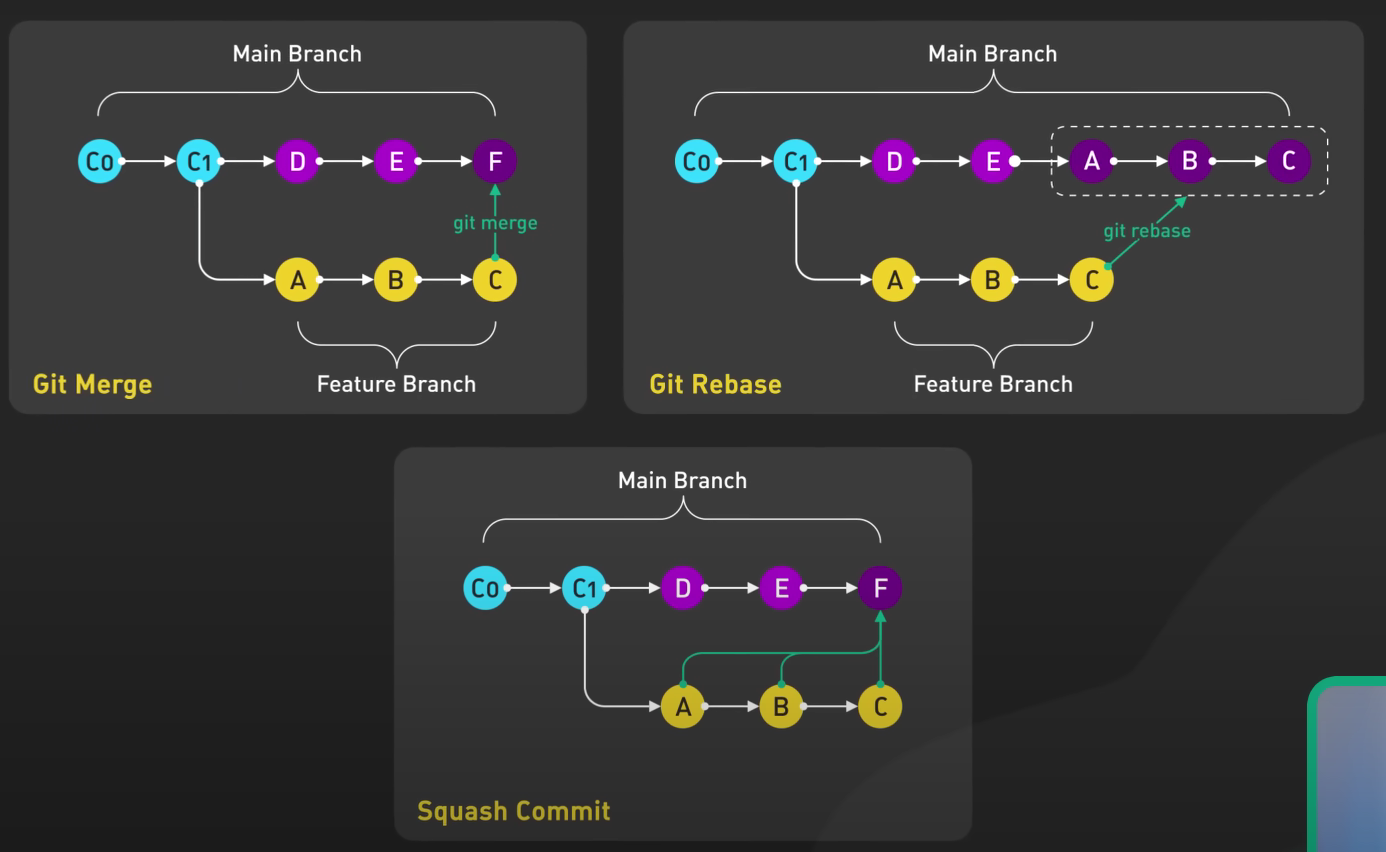 Main Branch
C0 C1 D E F
git merge
A B C
Feature Branch
Git Merge
Main Branch
C0 C1 D E A B C
git rebase
A B C
Feature Branch
Git Rebase
Main Branch
C0 C1 D E F
A B C
Squash Commit